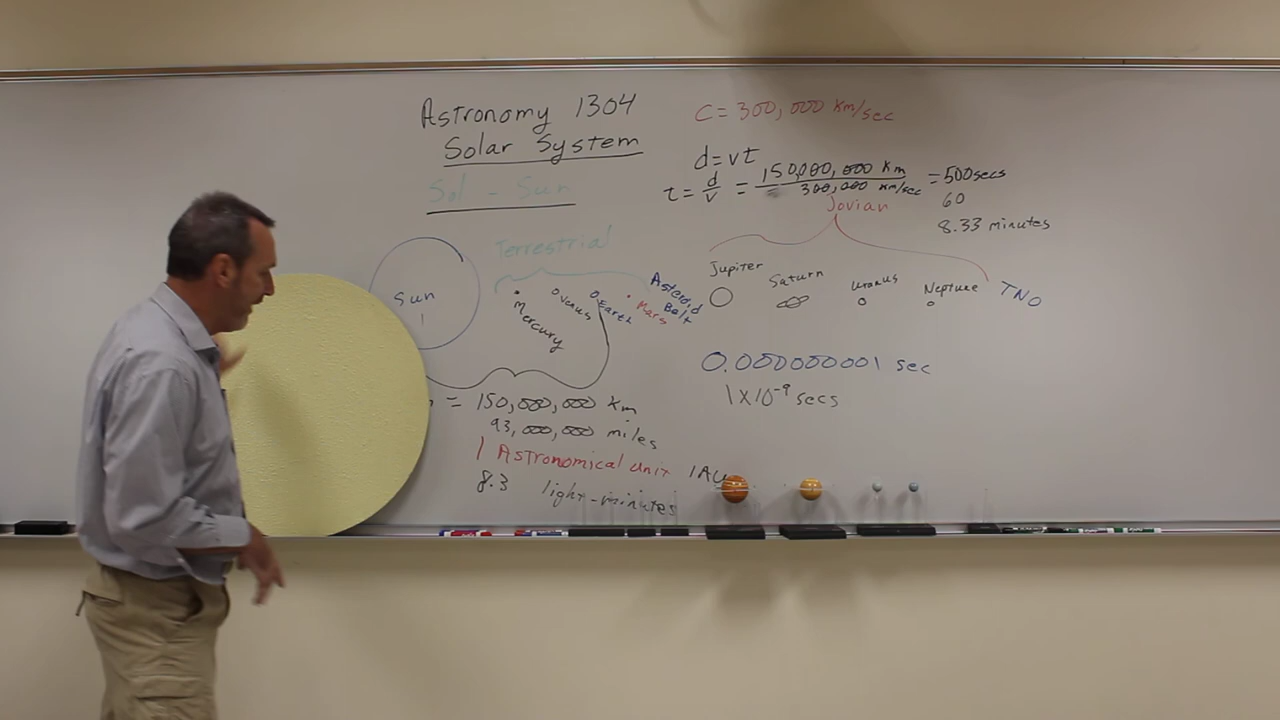 Astronomy 1304
Solar System
Sol - Sun
C = 300,000 Km/sec
d = vt
t = d/v = 150,000,000 Km / 300,000 Km/sec = 500 secs
60
8.33 minutes
Jovian
Terrestrial
Sun
Mercury
Venus
Earth
Mars
Asteroid
Belt
Jupiter
Saturn
Uranus
Neptune
TNO
0.000000001 sec
1 x 10⁻⁹ secs
= 150,000,000 Km
93,000,000 miles
1 Astronomical unit 1AU
8.3 light-minutes